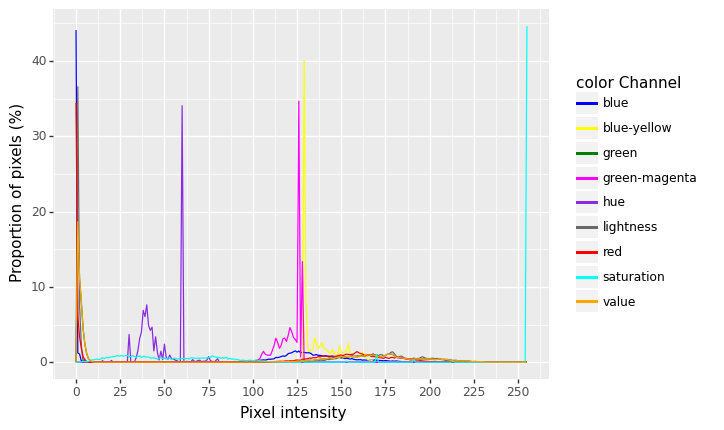 Proportion of pixels (%)
40
30
20
10
0
0 25 50 75 100 125 150 175 200 225 250
Pixel intensity
color Channel
blue
blue-yellow
green
green-magenta
hue
lightness
red
saturation
value